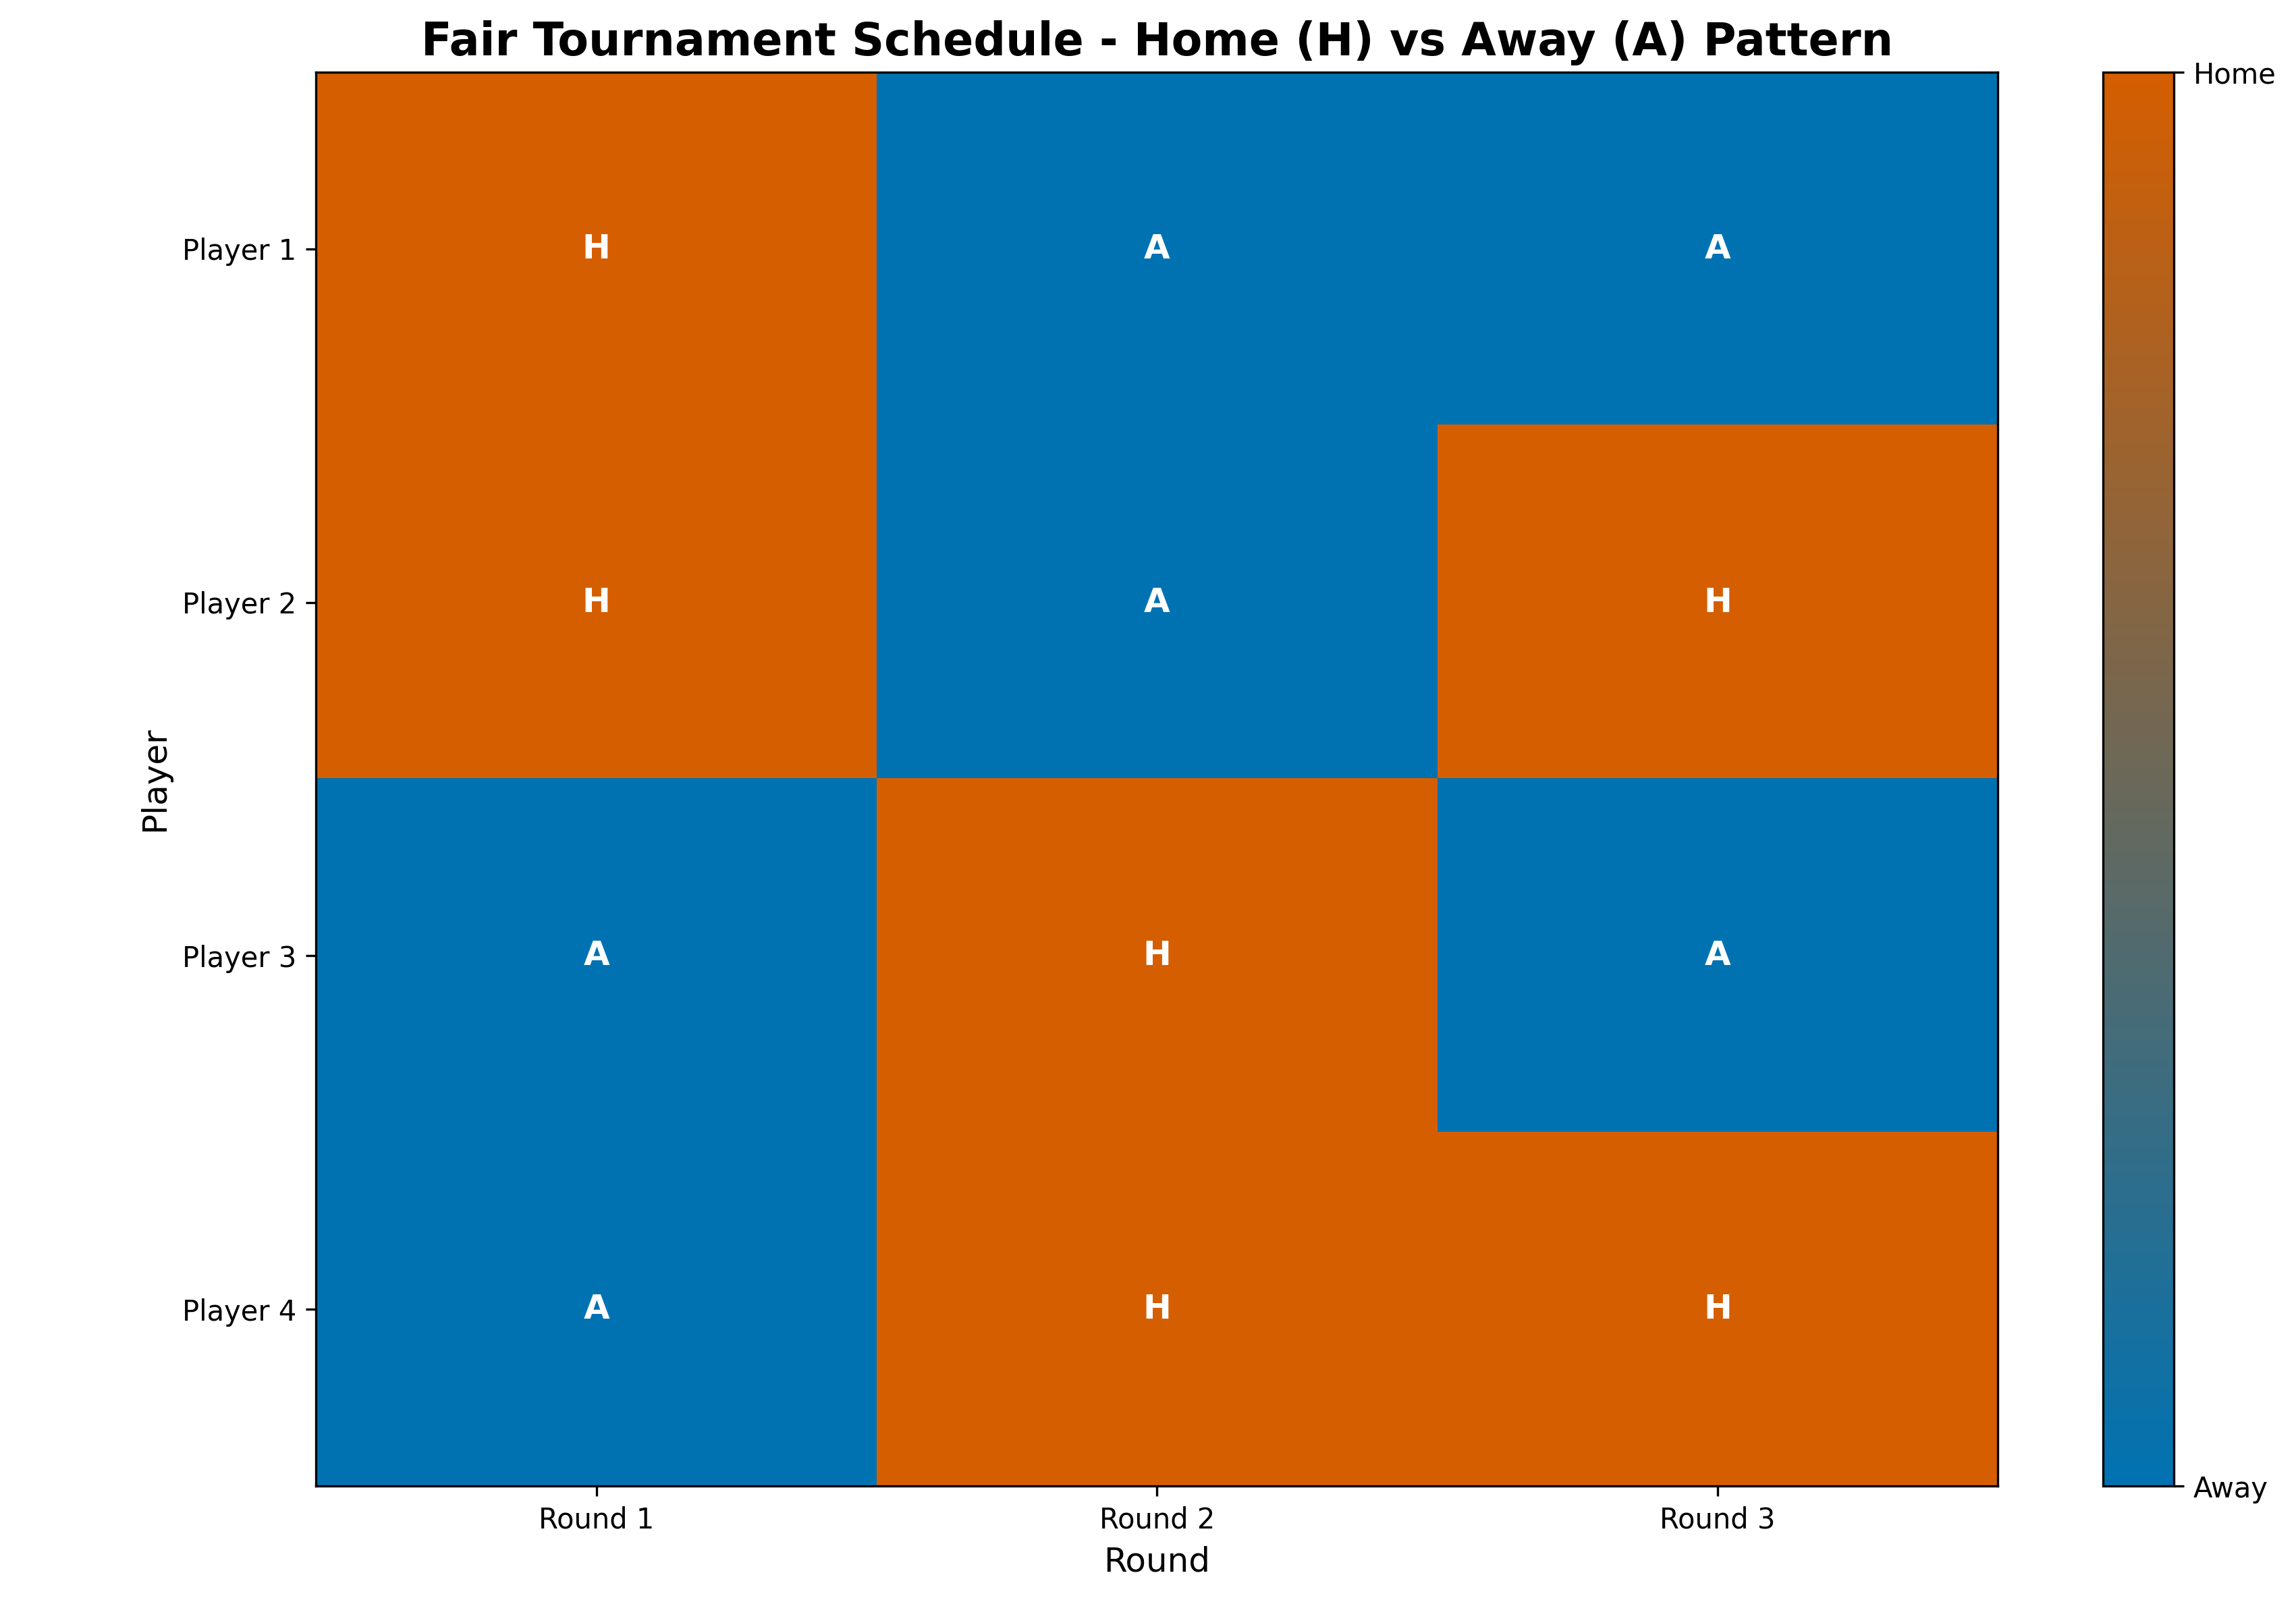 Fair Tournament Schedule - Home (H) vs Away (A) Pattern
Home
Player 1 H A A
Player 2 H A H
Player
Player 3 A H A
Player 4 A H H
Away
Round 1 Round 2 Round 3
Round